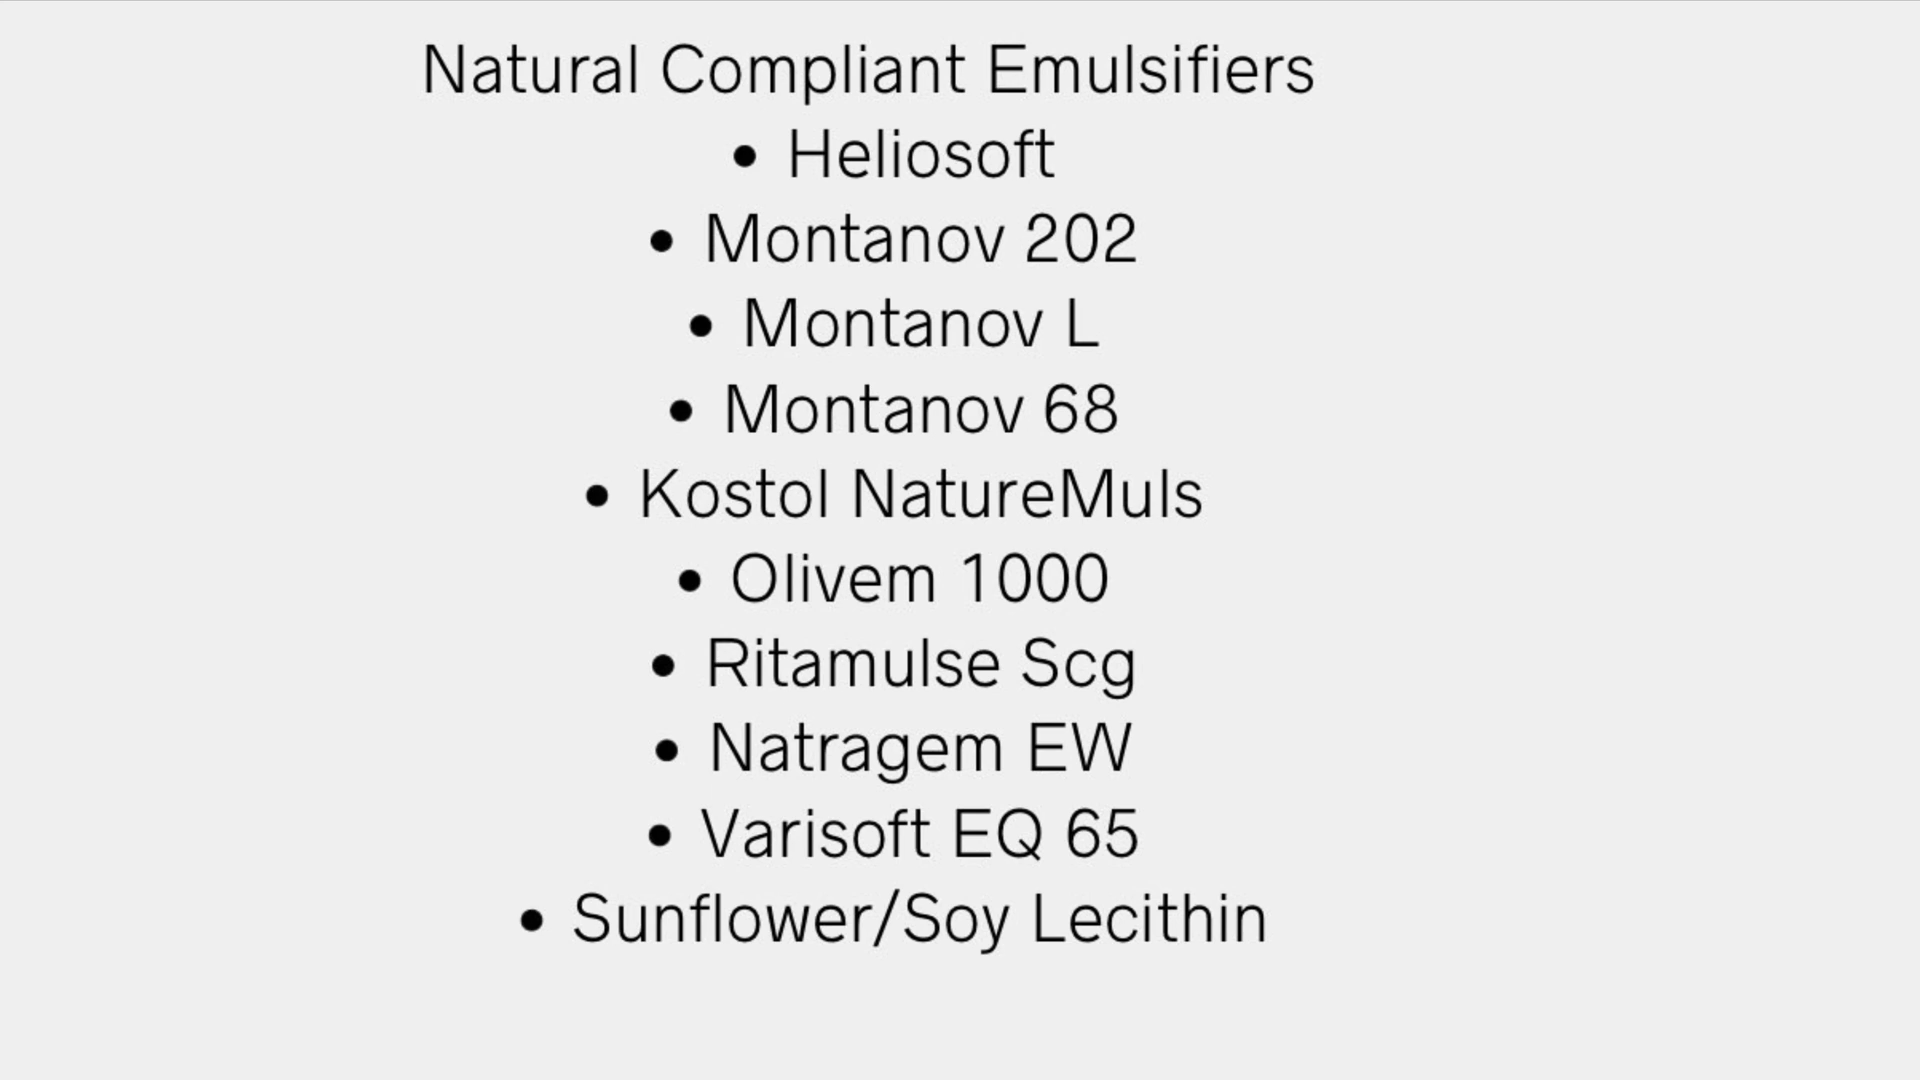 Natural Compliant Emulsifiers
• Heliosoft
• Montanov 202
• Montanov L
• Montanov 68
• Kostol NatureMuls
• Olivem 1000
• Ritamulse Scg
• Natragem EW
• Varisoft EQ 65
• Sunflower/Soy Lecithin